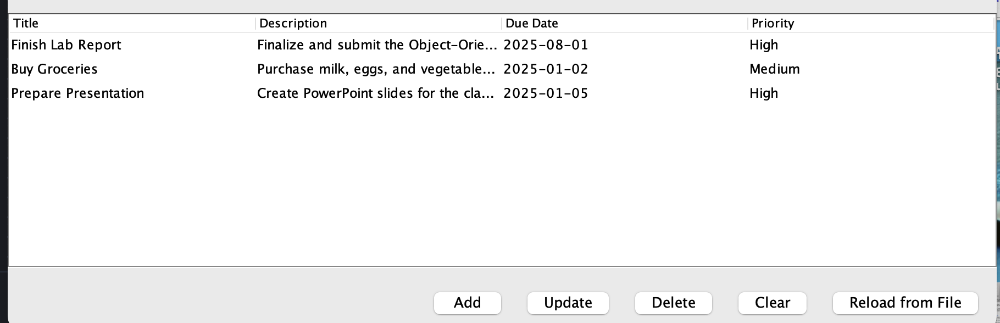 Title Description Due Date Priority
Finish Lab Report Finalize and submit the Object-Orie... 2025-08-01 High
Buy Groceries Purchase milk, eggs, and vegetable... 2025-01-02 Medium
Prepare Presentation Create PowerPoint slides for the cla... 2025-01-05 High
Add Update Delete Clear Reload from File